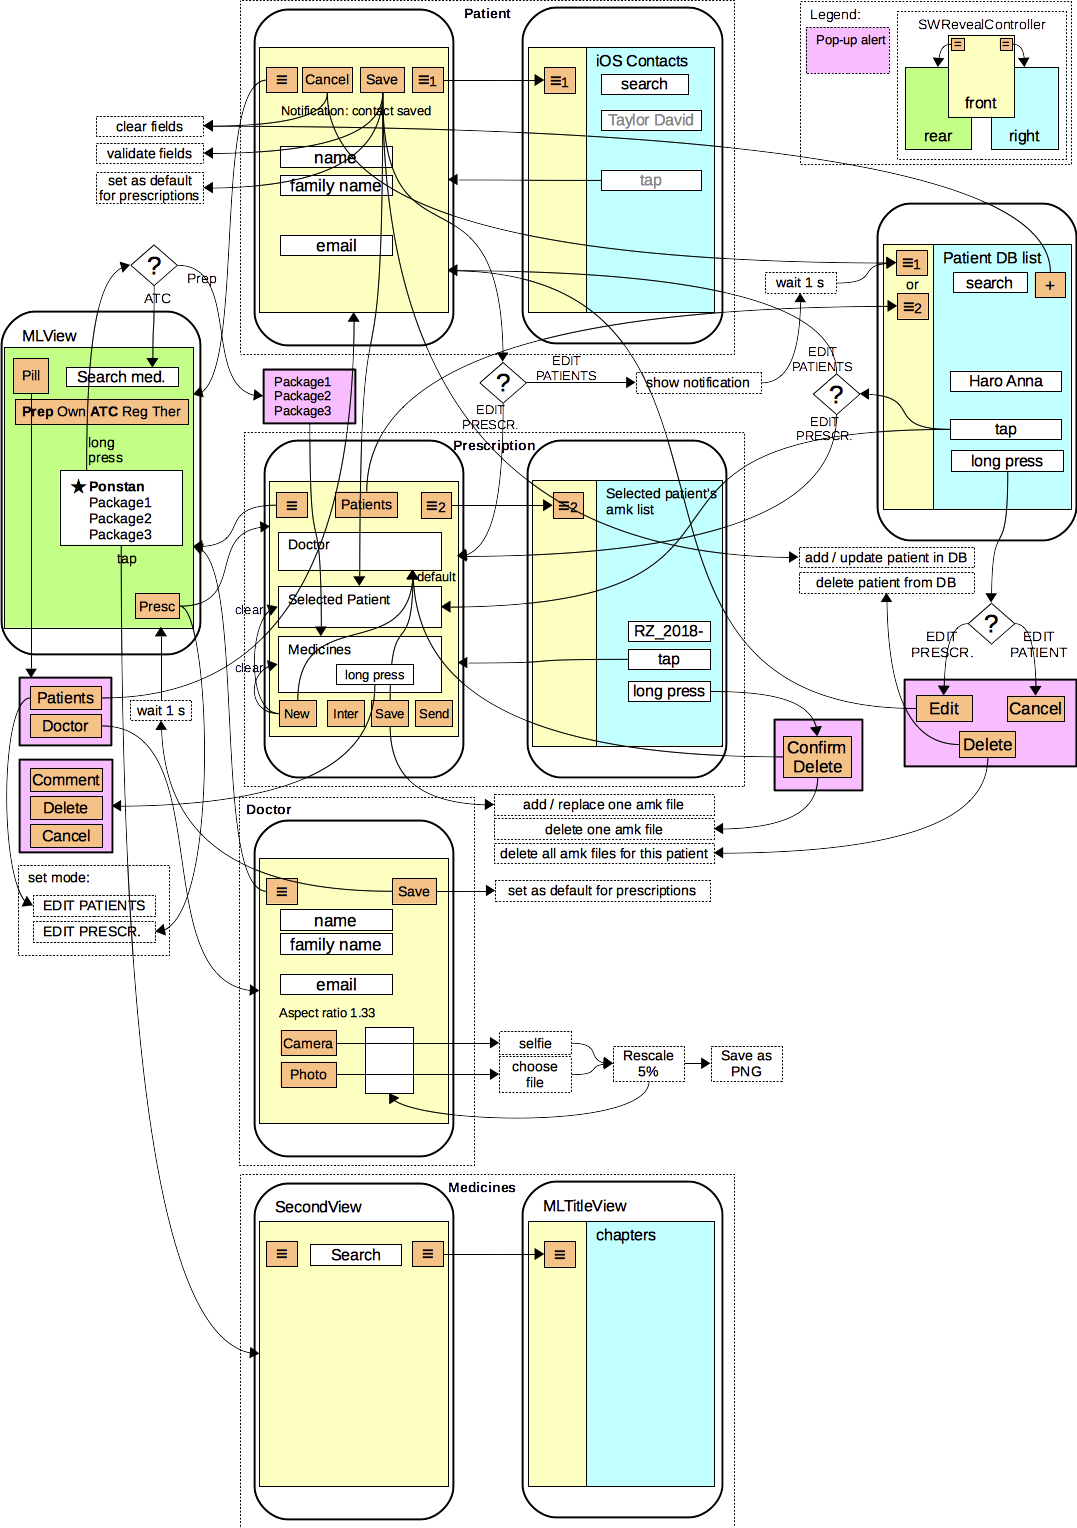 Patient
Legend:
Pop-up alert
SWRevealController
front
rear
right
Cancel
Save
1
Notification: contact saved
name
family name
email
iOS Contacts
1
search
Taylor David
tap
clear fields
validate fields
set as default
for prescriptions
?
Prep
ATC
MLView
Pill
Search med.
Prep Own ATC Reg Ther
long
press
★ Ponstan
Package1
Package2
Package3
tap
Presc
Package1
Package2
Package3
?
EDIT
PATIENTS
EDIT
PRESCR.
show notification
wait 1 s
Patient DB list
1
or
2
search
+
Haro Anna
tap
long press
EDIT
PATIENTS
?
EDIT
PRESCR.
Prescription
Patients
2
Doctor
default
clear
Selected Patient
clear
Medicines
long press
New
Inter
Save
Send
2
Selected patient's
amk list
RZ_2018-
tap
long press
add / update patient in DB
delete patient from DB
?
EDIT
PRESCR.
EDIT
PATIENT
Edit
Cancel
Delete
Confirm
Delete
Patients
Doctor
wait 1 s
Comment
Delete
Cancel
set mode:
EDIT PATIENTS
EDIT PRESCR.
add / replace one amk file
delete one amk file
delete all amk files for this patient
set as default for prescriptions
Doctor
Save
name
family name
email
Aspect ratio 1.33
Camera
Photo
selfie
choose
file
Rescale
5%
Save as
PNG
Medicines
SecondView
Search
MLTitleView
chapters